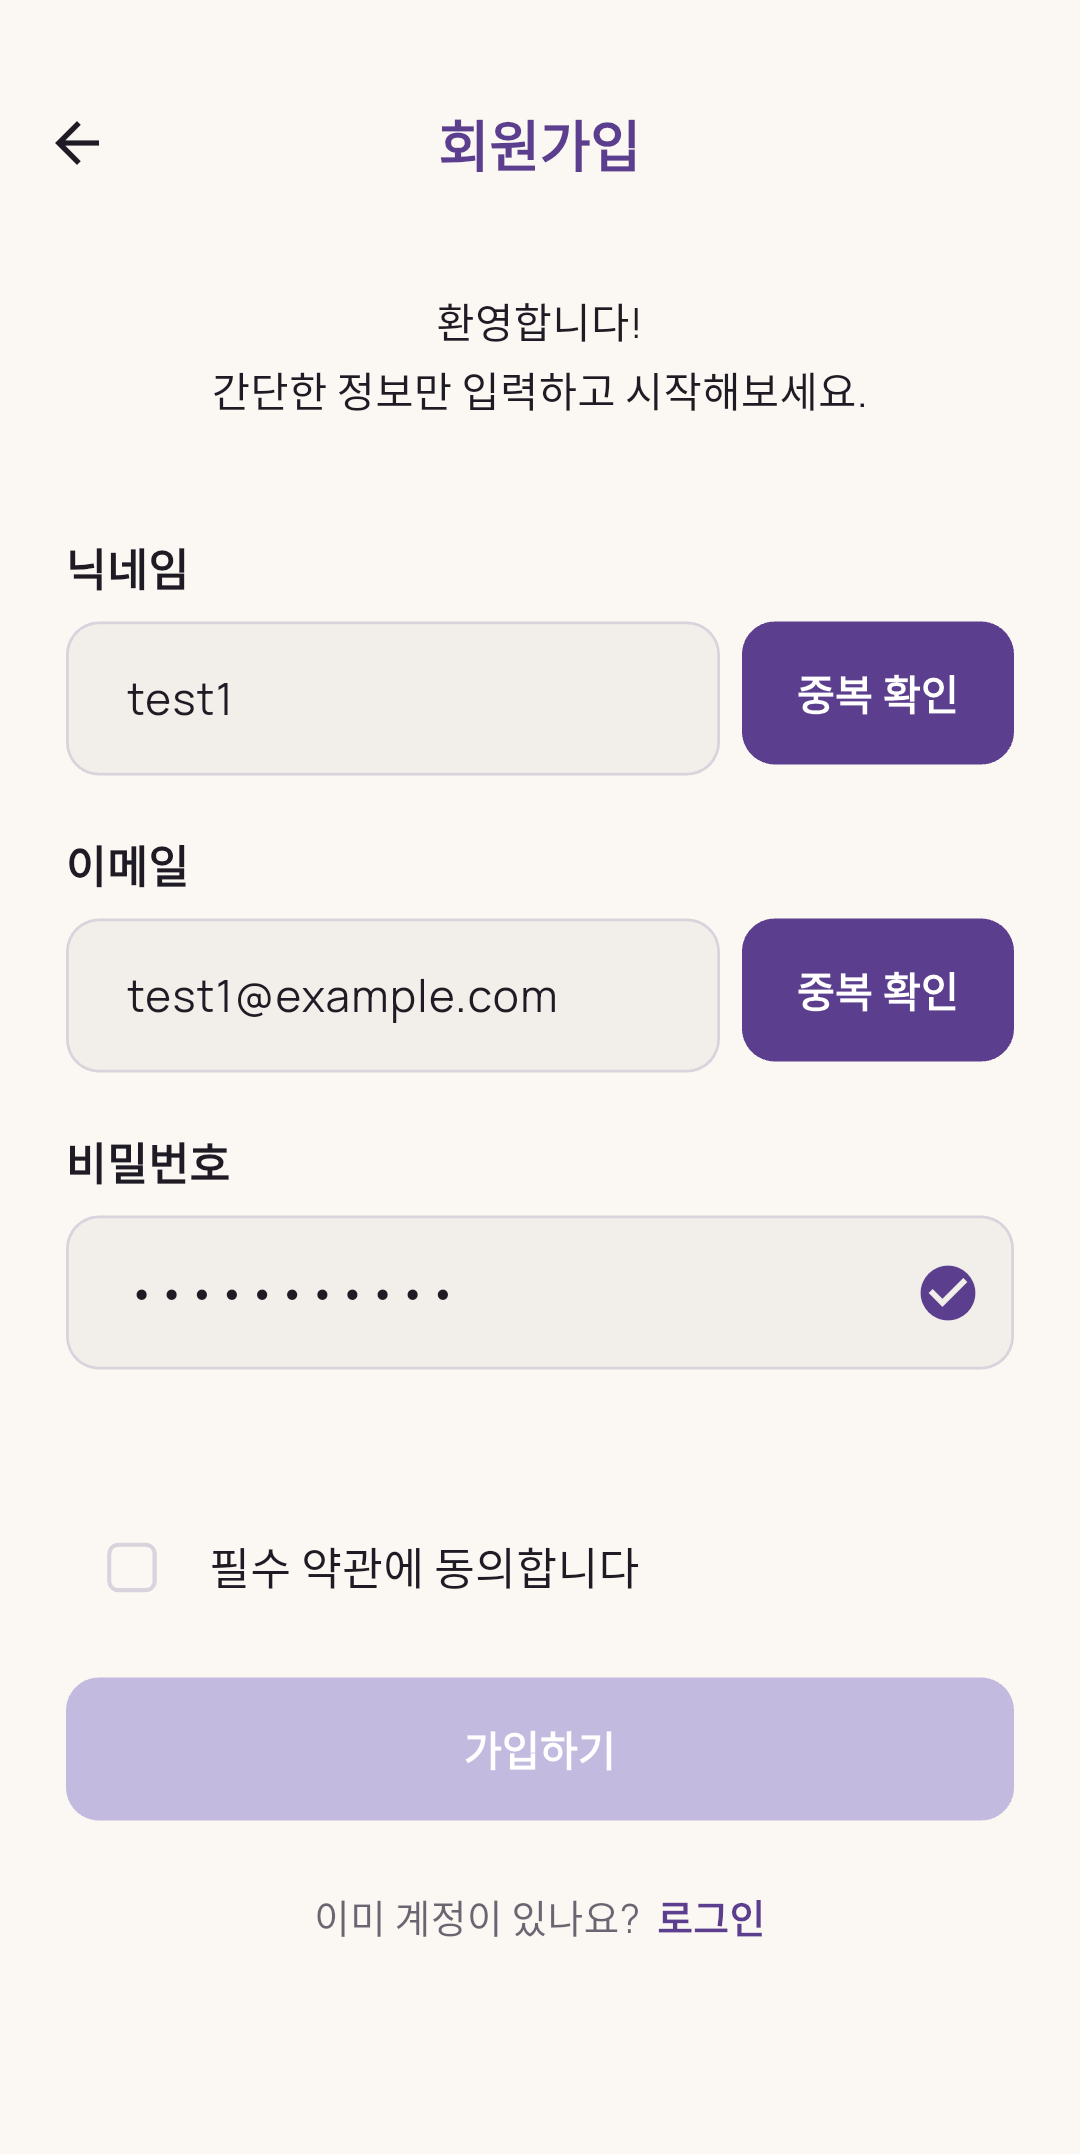 회원가입
환영합니다!
간단한 정보만 입력하고 시작해보세요.
닉네임
test1
중복 확인
이메일
test1@example.com
중복 확인
비밀번호
•••••••••••
필수 약관에 동의합니다
가입하기
이미 계정이 있나요? 로그인